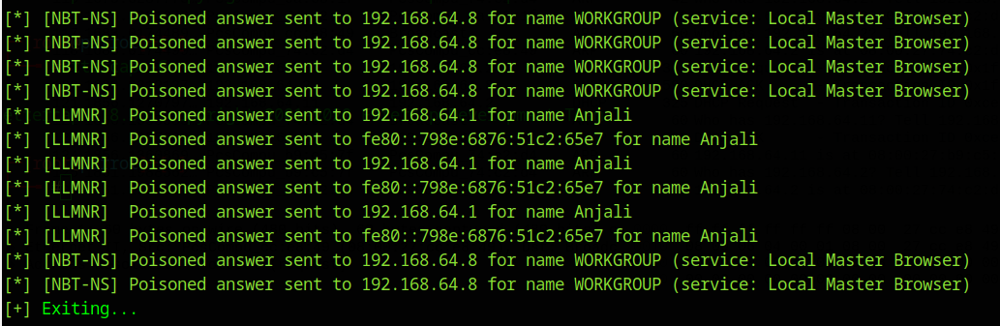 [*] [NBT-NS] Poisoned answer sent to 192.168.64.8 for name WORKGROUP (service: Local Master Browser)
[*] [NBT-NS] Poisoned answer sent to 192.168.64.8 for name WORKGROUP (service: Local Master Browser)
[*] [NBT-NS] Poisoned answer sent to 192.168.64.8 for name WORKGROUP (service: Local Master Browser)
[*] [NBT-NS] Poisoned answer sent to 192.168.64.8 for name WORKGROUP (service: Local Master Browser)
[*] [LLMNR]  Poisoned answer sent to 192.168.64.1 for name Anjali
[*] [LLMNR]  Poisoned answer sent to fe80::798e:6876:51c2:65e7 for name Anjali
[*] [LLMNR]  Poisoned answer sent to 192.168.64.1 for name Anjali
[*] [LLMNR]  Poisoned answer sent to fe80::798e:6876:51c2:65e7 for name Anjali
[*] [LLMNR]  Poisoned answer sent to 192.168.64.1 for name Anjali
[*] [LLMNR]  Poisoned answer sent to fe80::798e:6876:51c2:65e7 for name Anjali
[*] [NBT-NS] Poisoned answer sent to 192.168.64.8 for name WORKGROUP (service: Local Master Browser)
[*] [NBT-NS] Poisoned answer sent to 192.168.64.8 for name WORKGROUP (service: Local Master Browser)
[+] Exiting...